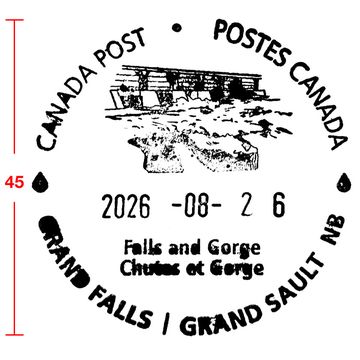 CANADA POST • POSTES CANADA
45
2026 -08- 2 6
Falls and Gorge
Chutes et Gorge
GRAND FALLS | GRAND SAULT NB